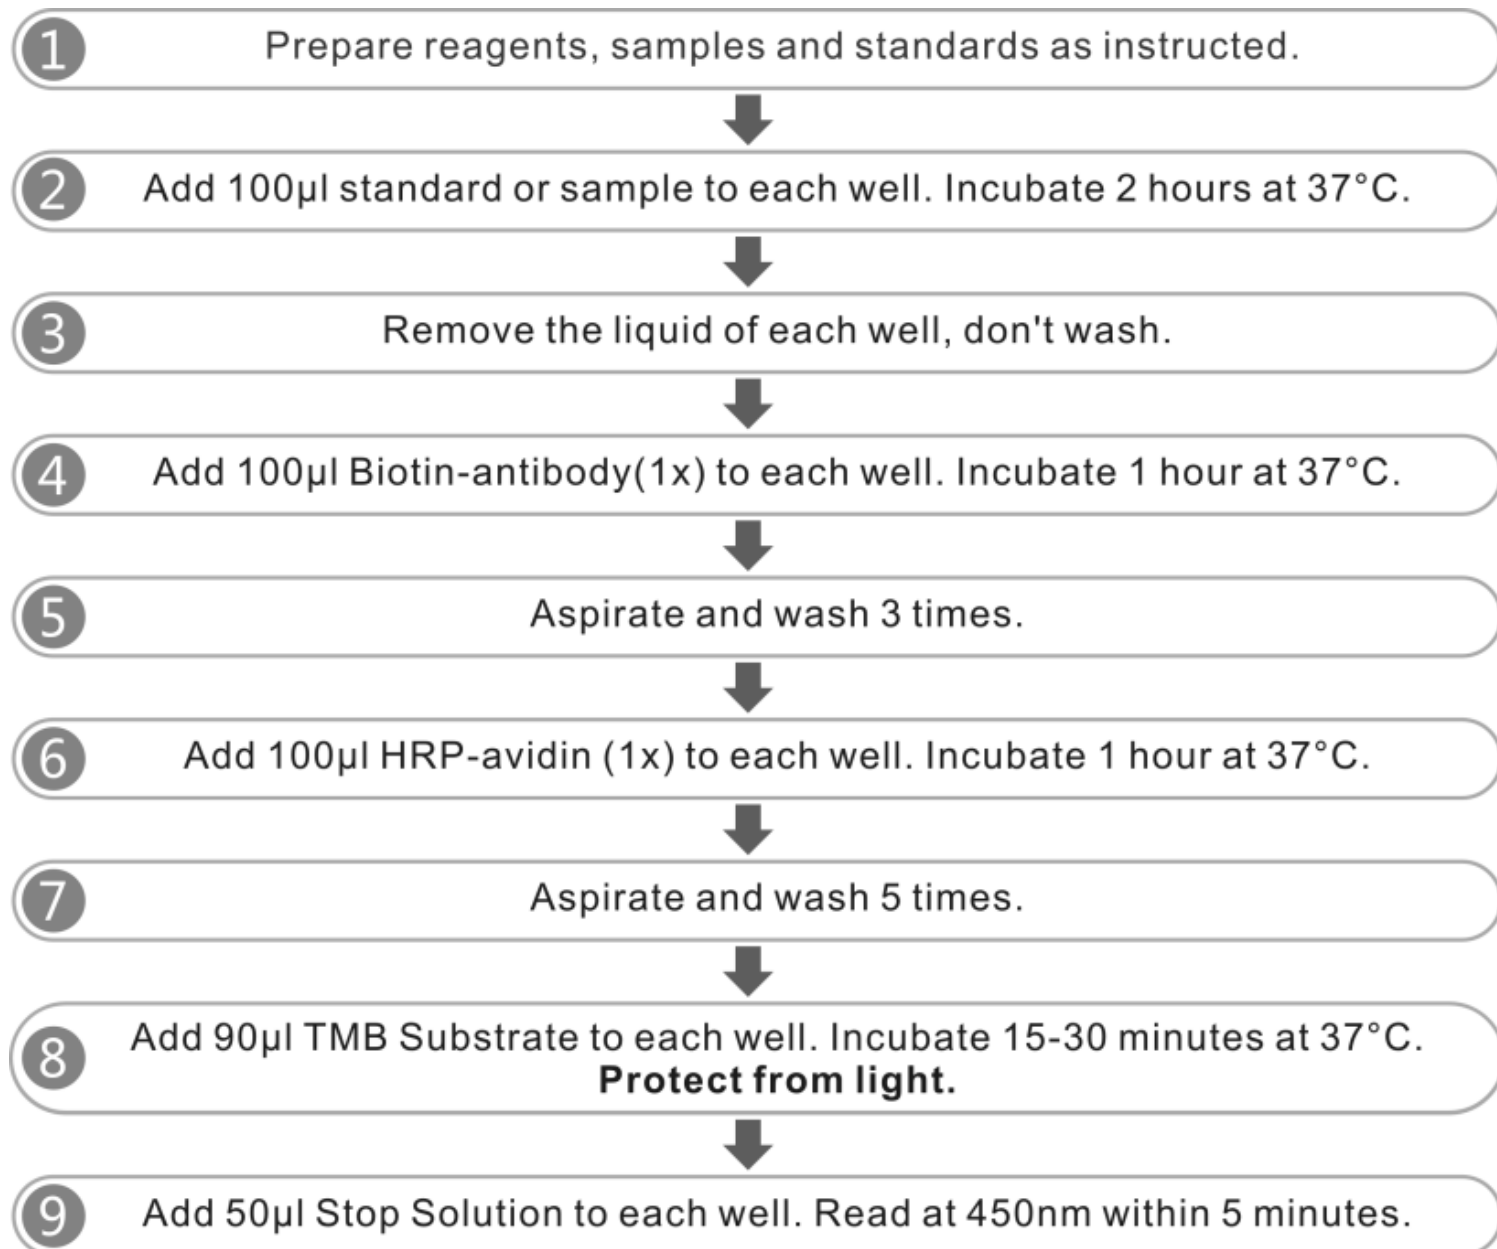 1 Prepare reagents, samples and standards as instructed.
2 Add 100µl standard or sample to each well. Incubate 2 hours at 37°C.
3 Remove the liquid of each well, don't wash.
4 Add 100µl Biotin-antibody(1x) to each well. Incubate 1 hour at 37°C.
5 Aspirate and wash 3 times.
6 Add 100µl HRP-avidin (1x) to each well. Incubate 1 hour at 37°C.
7 Aspirate and wash 5 times.
8 Add 90µl TMB Substrate to each well. Incubate 15-30 minutes at 37°C.
Protect from light.
9 Add 50µl Stop Solution to each well. Read at 450nm within 5 minutes.